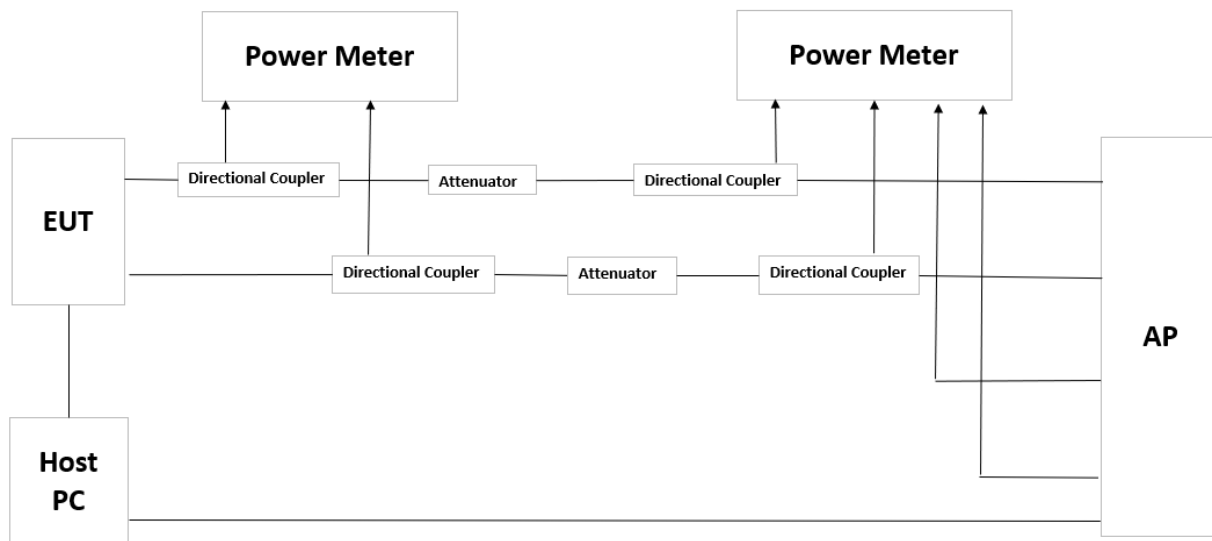 Power Meter
Power Meter
Directional Coupler
Attenuator
Directional Coupler
EUT
Directional Coupler
Attenuator
Directional Coupler
AP
Host
PC